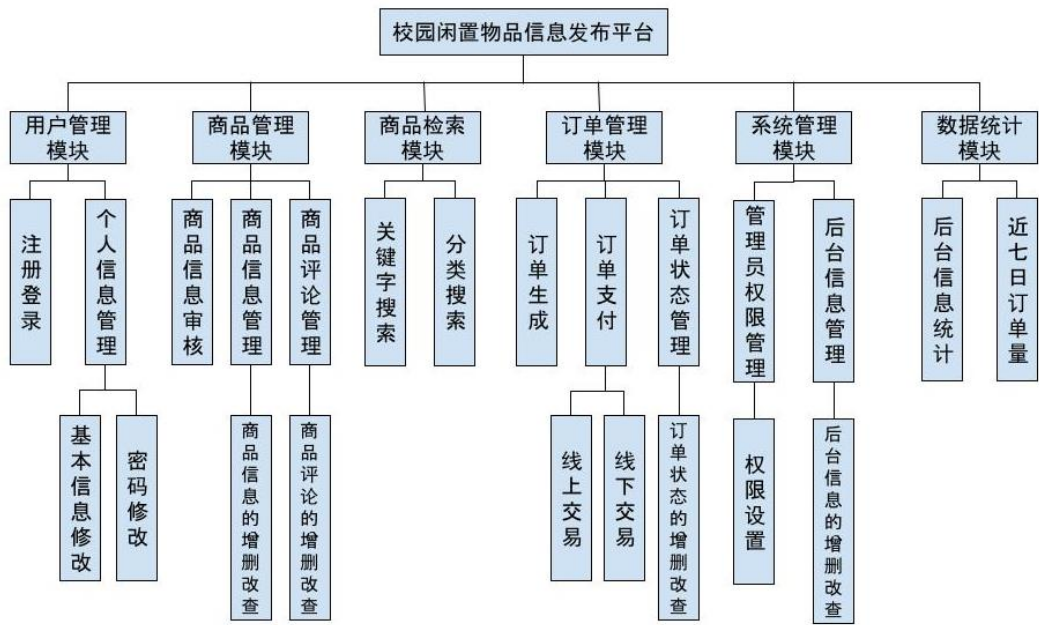 校园闲置物品信息发布平台
用户管理
模块
商品管理
模块
商品检索
模块
订单管理
模块
系统管理
模块
数据统计
模块
注册登录
个人信息管理
商品信息审核
商品信息管理
商品评论管理
关键字搜索
分类搜索
订单生成
订单支付
订单状态管理
管理员权限管理
后台信息管理
后台信息统计
近七日订单量
基本信息修改
密码修改
商品信息的增删改查
商品评论的增删改查
线上交易
线下交易
订单状态的增删改查
权限设置
后台信息的增删改查